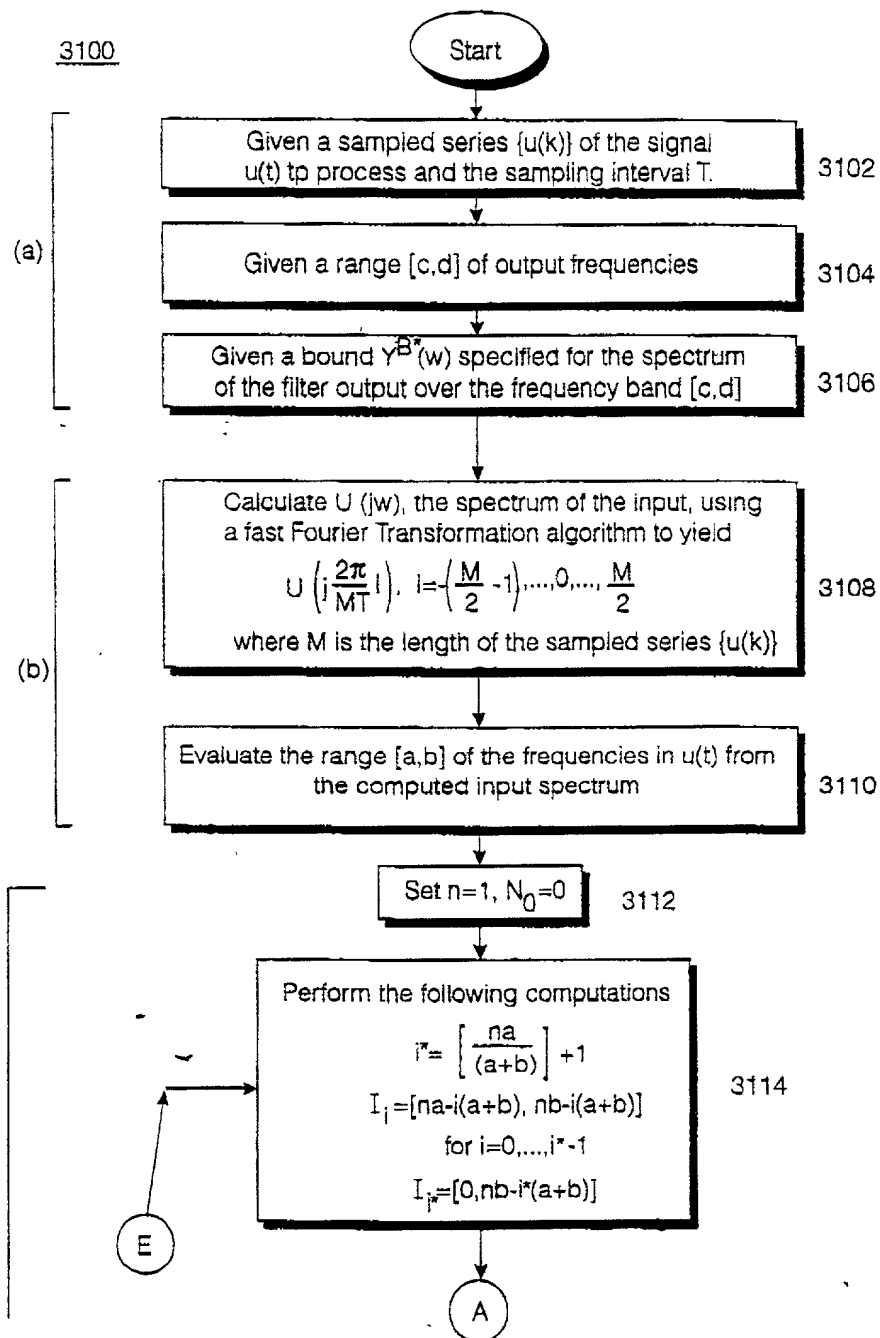 3100
Start
(a)
Given a sampled series {u(k)} of the signal
u(t) tp process and the sampling interval T.
3102
Given a range [c,d] of output frequencies
3104
Given a bound Y^B*(w) specified for the spectrum
of the filter output over the frequency band [c,d]
3106
(b)
Calculate U (jw), the spectrum of the input, using
a fast Fourier Transformation algorithm to yield
U (j 2π/MT i), i=-(M/2 -1),...,0,..., M/2
where M is the length of the sampled series {u(k)}
3108
Evaluate the range [a,b] of the frequencies in u(t) from
the computed input spectrum
3110
Set n=1, N₀=0
3112
Perform the following computations
i*= [na/(a+b)] +1
I_i=[na-i(a+b), nb-i(a+b)]
for i=0,...,i*-1
I_i*=[0,nb-i*(a+b)]
3114
E
A